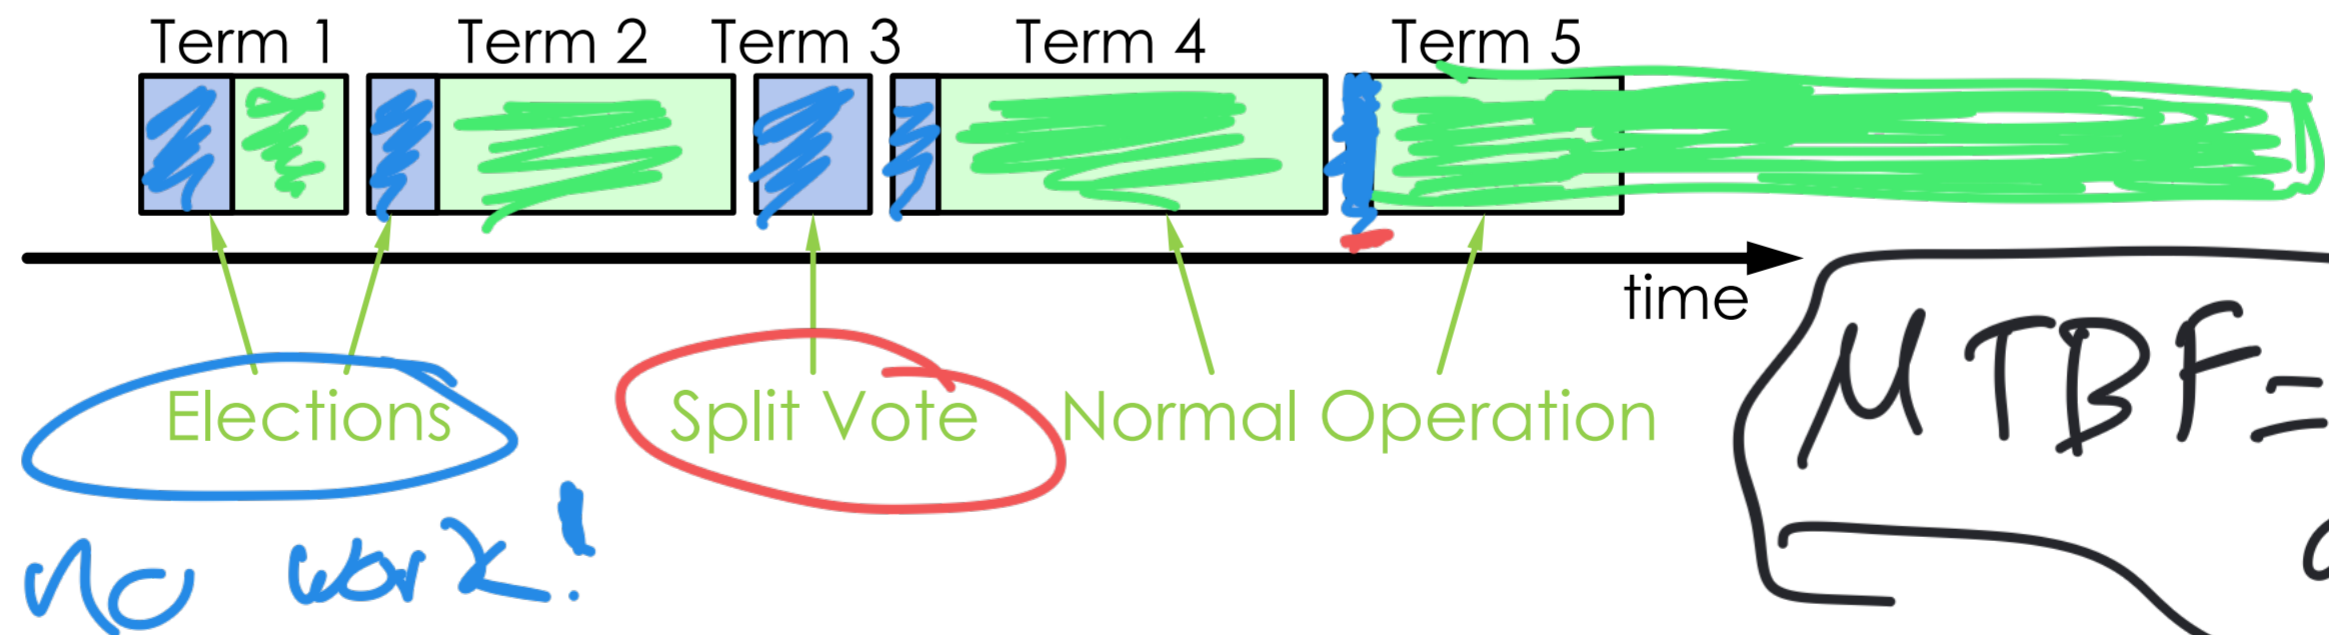 Term 1 Term 2 Term 3 Term 4 Term 5
time
MTBF=
Elections Split Vote Normal Operation
No work!